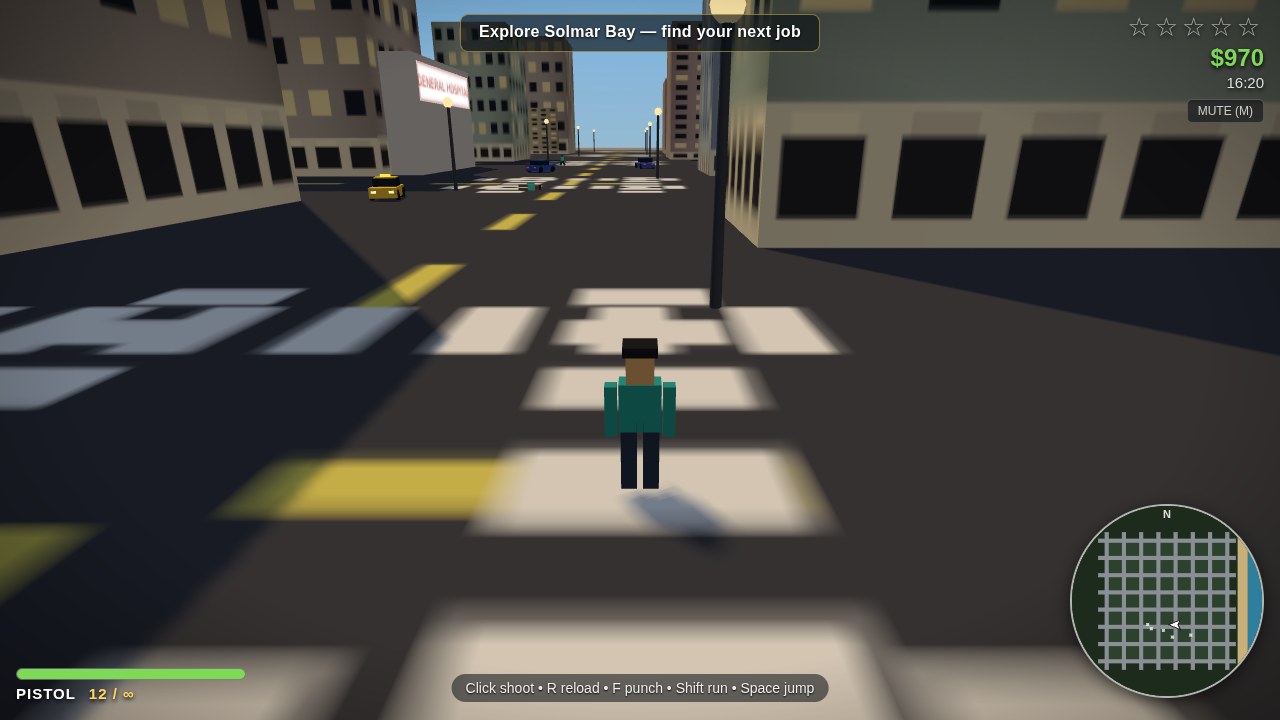 Explore Solmar Bay — find your next job
$970
16:20
MUTE (M)
GENERAL HOSPITAL
N
PISTOL 12 / ∞
Click shoot • R reload • F punch • Shift run • Space jump